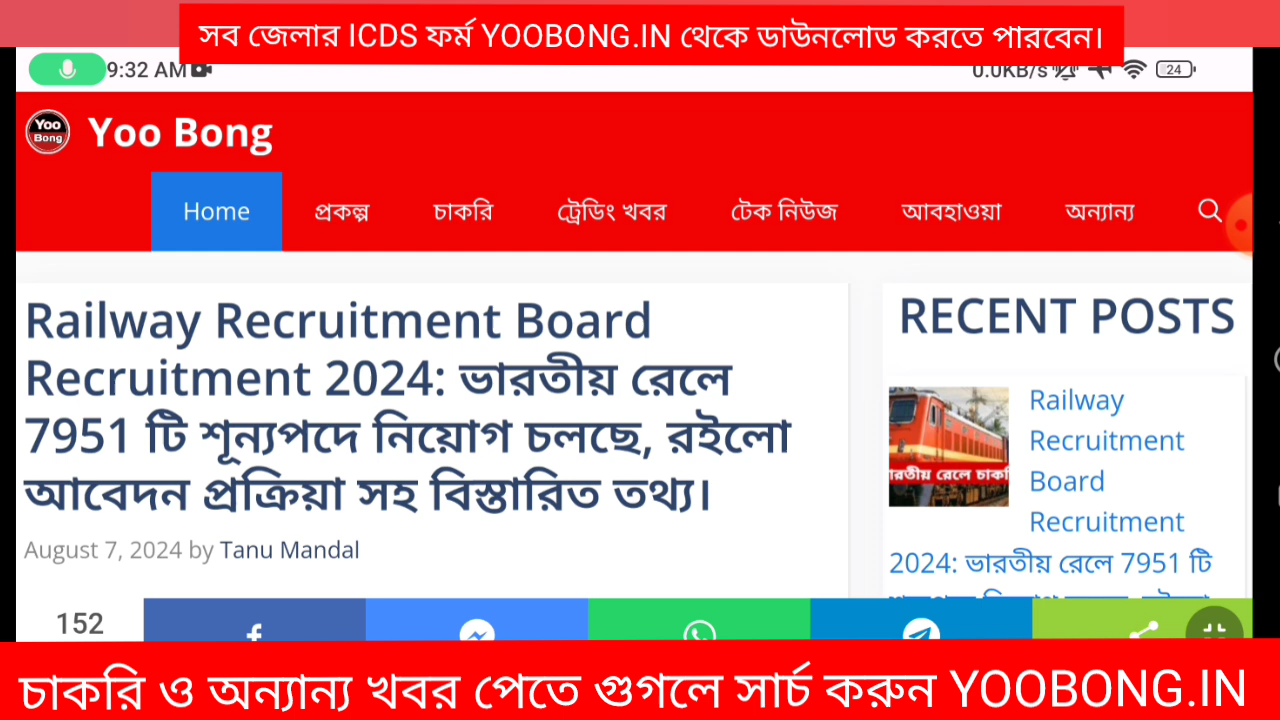 সব জেলার ICDS ফর্ম YOOBONG.IN থেকে ডাউনলোড করতে পারবেন।
9:32 AM
0.0KB/s
24
Yoo Bong
Yoo Bong
Home প্রকল্প চাকরি ট্রেডিং খবর টেক নিউজ আবহাওয়া অন্যান্য
Railway Recruitment Board
Recruitment 2024: ভারতীয় রেলে
7951 টি শূন্যপদে নিয়োগ চলছে, রইলো
আবেদন প্রক্রিয়া সহ বিস্তারিত তথ্য।
August 7, 2024 by Tanu Mandal
RECENT POSTS
রেলে
Railway
Recruitment
Board
Recruitment
2024: ভারতীয় রেলে 7951 টি
152
চাকরি ও অন্যান্য খবর পেতে গুগলে সার্চ করুন YOOBONG.IN